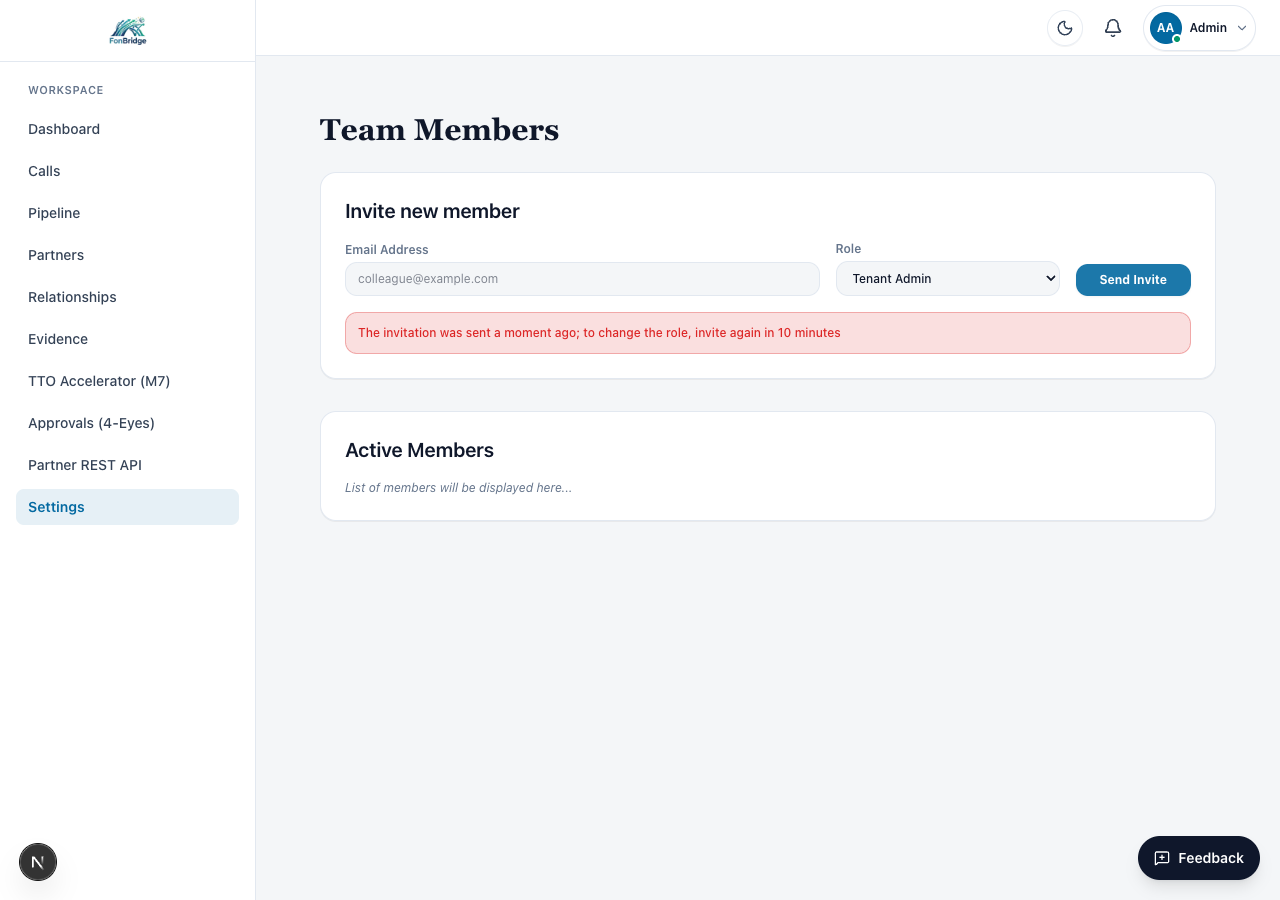 FonBridge
AA
Admin
WORKSPACE
Dashboard
Calls
Pipeline
Partners
Relationships
Evidence
TTO Accelerator (M7)
Approvals (4-Eyes)
Partner REST API
Settings
Team Members
Invite new member
Email Address
Role
colleague@example.com
Tenant Admin
Send Invite
The invitation was sent a moment ago; to change the role, invite again in 10 minutes
Active Members
List of members will be displayed here...
N
Feedback